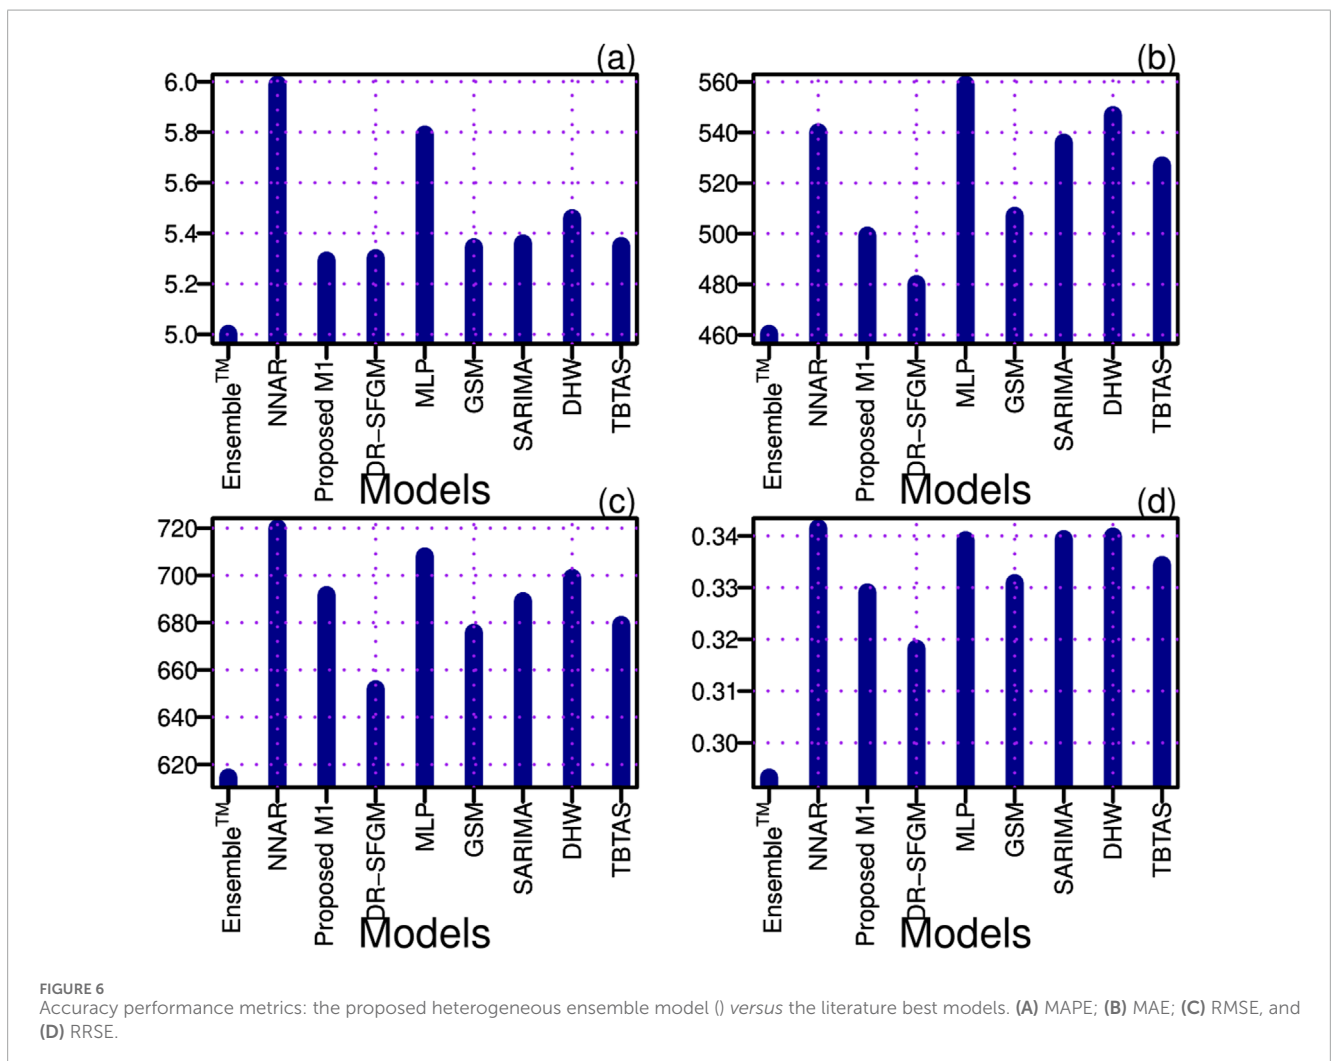 (a)
6.0
5.8
5.6
5.4
5.2
5.0
Ensemble™
NNAR
Proposed M1
DR−SFGM
MLP
GSM
SARIMA
DHW
TBTAS
Models
(b)
560
540
520
500
480
460
Ensemble™
NNAR
Proposed M1
DR−SFGM
MLP
GSM
SARIMA
DHW
TBTAS
Models
(c)
720
700
680
660
640
620
Ensemble™
NNAR
Proposed M1
DR−SFGM
MLP
GSM
SARIMA
DHW
TBTAS
Models
(d)
0.34
0.33
0.32
0.31
0.30
Ensemble™
NNAR
Proposed M1
DR−SFGM
MLP
GSM
SARIMA
DHW
TBTAS
Models
FIGURE 6
Accuracy performance metrics: the proposed heterogeneous ensemble model () versus the literature best models. (A) MAPE; (B) MAE; (C) RMSE, and
(D) RRSE.